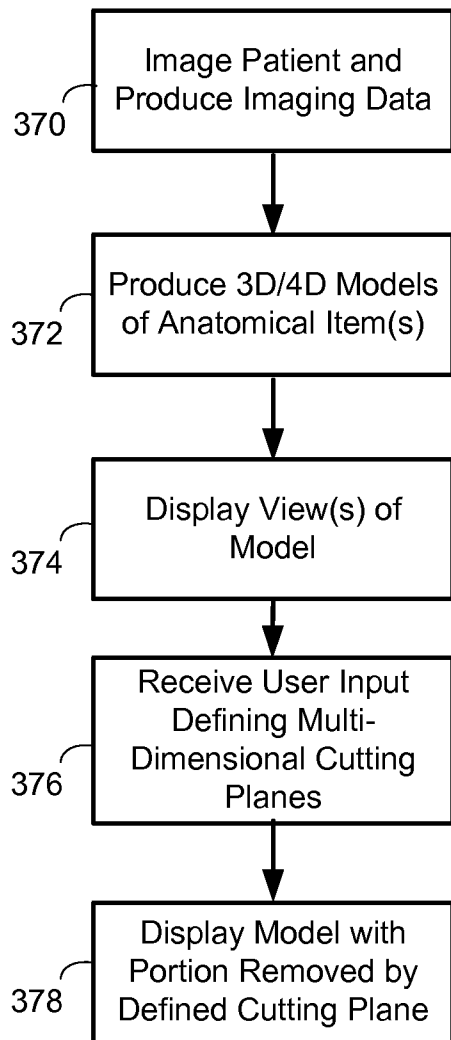 Image Patient and
Produce Imaging Data
370
Produce 3D/4D Models
of Anatomical Item(s)
372
Display View(s) of
Model
374
Receive User Input
Defining Multi-
Dimensional Cutting
Planes
376
Display Model with
Portion Removed by
Defined Cutting Plane
378